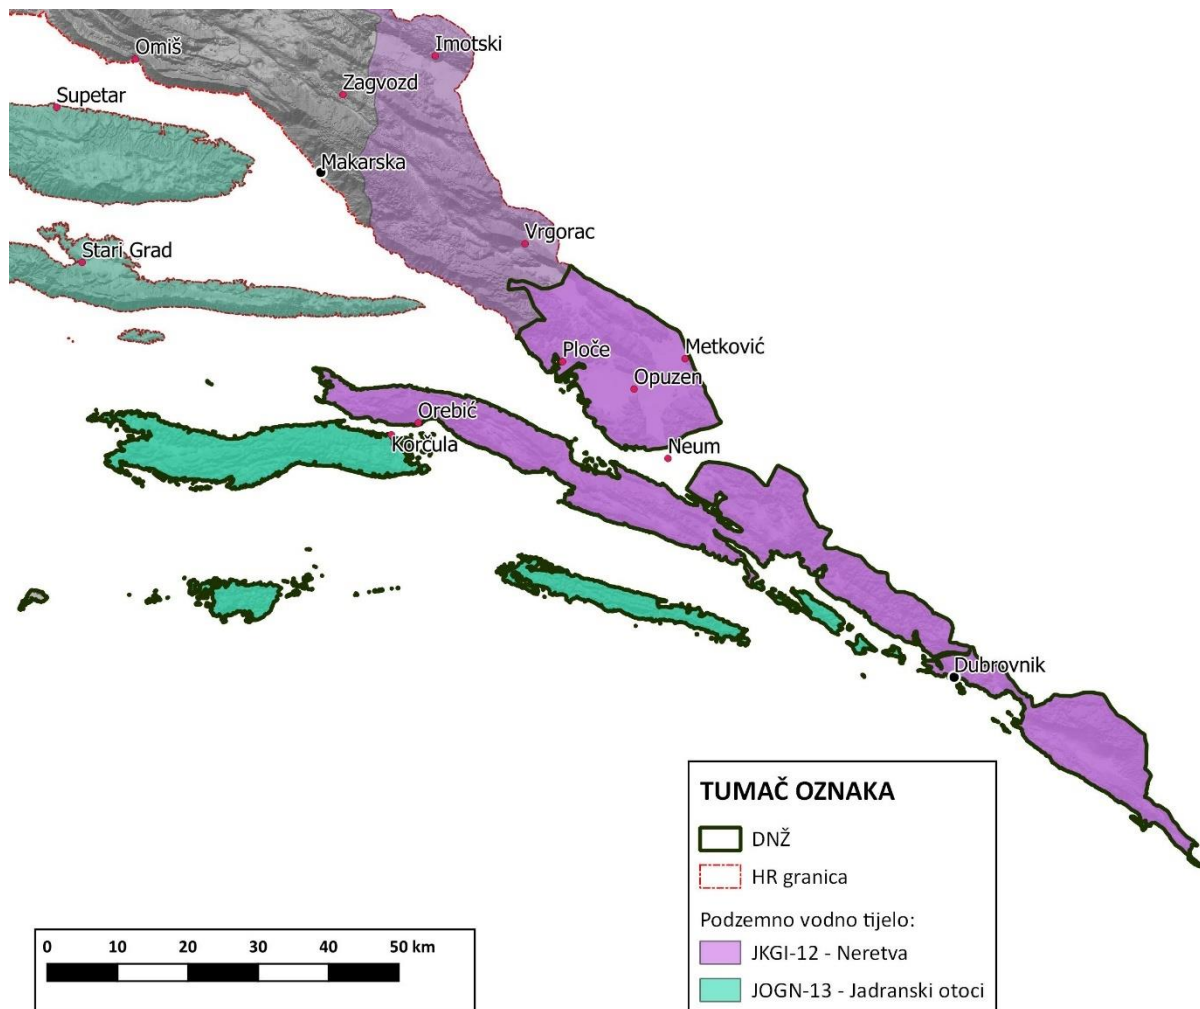 Omiš
Imotski
Zagvozd
Supetar
Makarska
Vrgorac
Stari Grad
Ploče
Metković
Opuzen
Orebić
Korčula
Neum
Dubrovnik
TUMAČ OZNAKA
DNŽ
HR granica
Podzemno vodno tijelo:
JKGI-12 - Neretva
JOGN-13 - Jadranski otoci
0 10 20 30 40 50 km